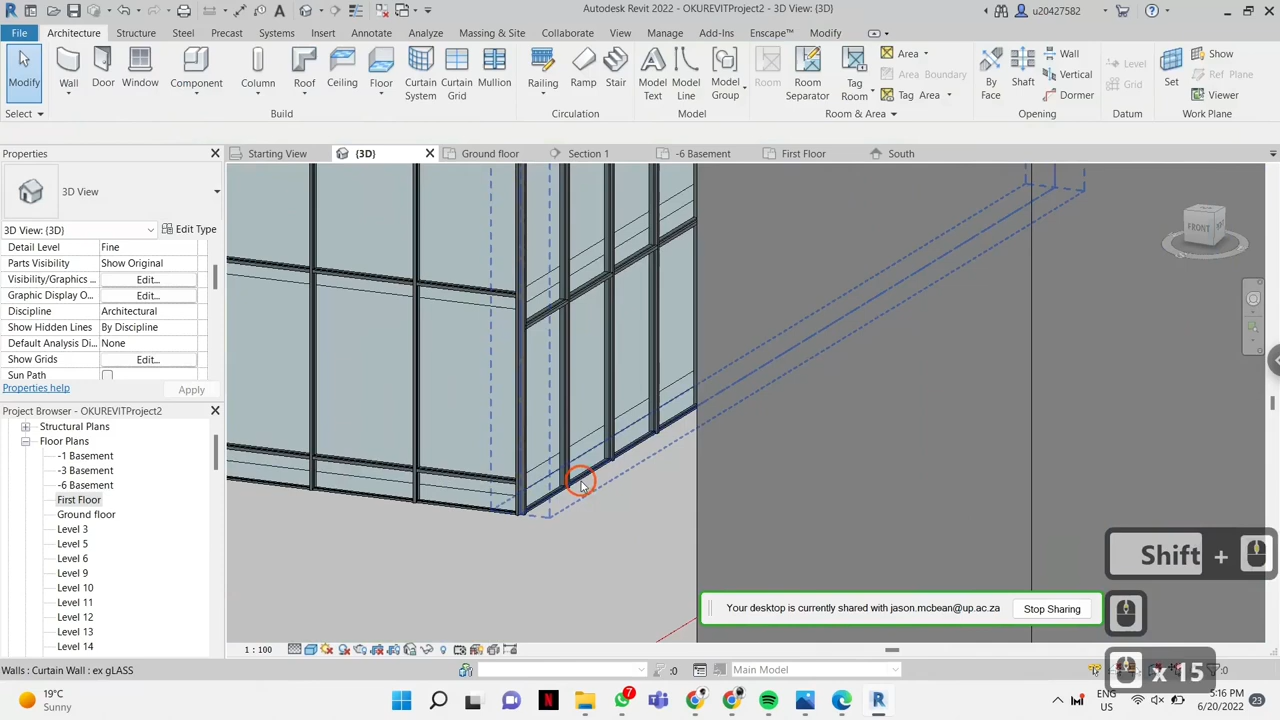 Autodesk Revit 2022 - OKUREVITProject2 - 3D View: {3D}
u20427582
File Architecture Structure Steel Precast Systems Insert Annotate Analyze Massing & Site Collaborate View Manage Add-Ins Enscape™ Modify
Modify Wall Door Window Component Column Roof Ceiling Floor Curtain System Curtain Grid Mullion Railing Ramp Stair Model Text Model Line Model Group Room Room Separator Tag Room Area Area Boundary Tag Area By Face Shaft Wall Vertical Dormer Level Grid Set Show Ref Plane Viewer
Select Build Circulation Model Room & Area Opening Datum Work Plane
Properties
Starting View {3D} Ground floor Section 1 -6 Basement First Floor South
3D View
3D View: {3D} Edit Type
Detail Level Fine
Parts Visibility Show Original
Visibility/Graphics Edit...
Graphic Display O... Edit...
Discipline Architectural
Show Hidden Lines By Discipline
Default Analysis Di... None
Show Grids Edit...
Sun Path
Properties help Apply
Project Browser - OKUREVITProject2
Structural Plans
Floor Plans
-1 Basement
-3 Basement
-6 Basement
First Floor
Ground floor
Level 3
Level 5
Level 6
Level 9
Level 10
Level 11
Level 12
Level 13
Level 14
FRONT
Shift +
Your desktop is currently shared with jason.mcbean@up.ac.za Stop Sharing
1 : 100
x 15
Walls : Curtain Wall : ex gLASS
:0 Main Model :0
19°C
Sunny
7
ENG
US
5:16 PM
6/20/2022
23